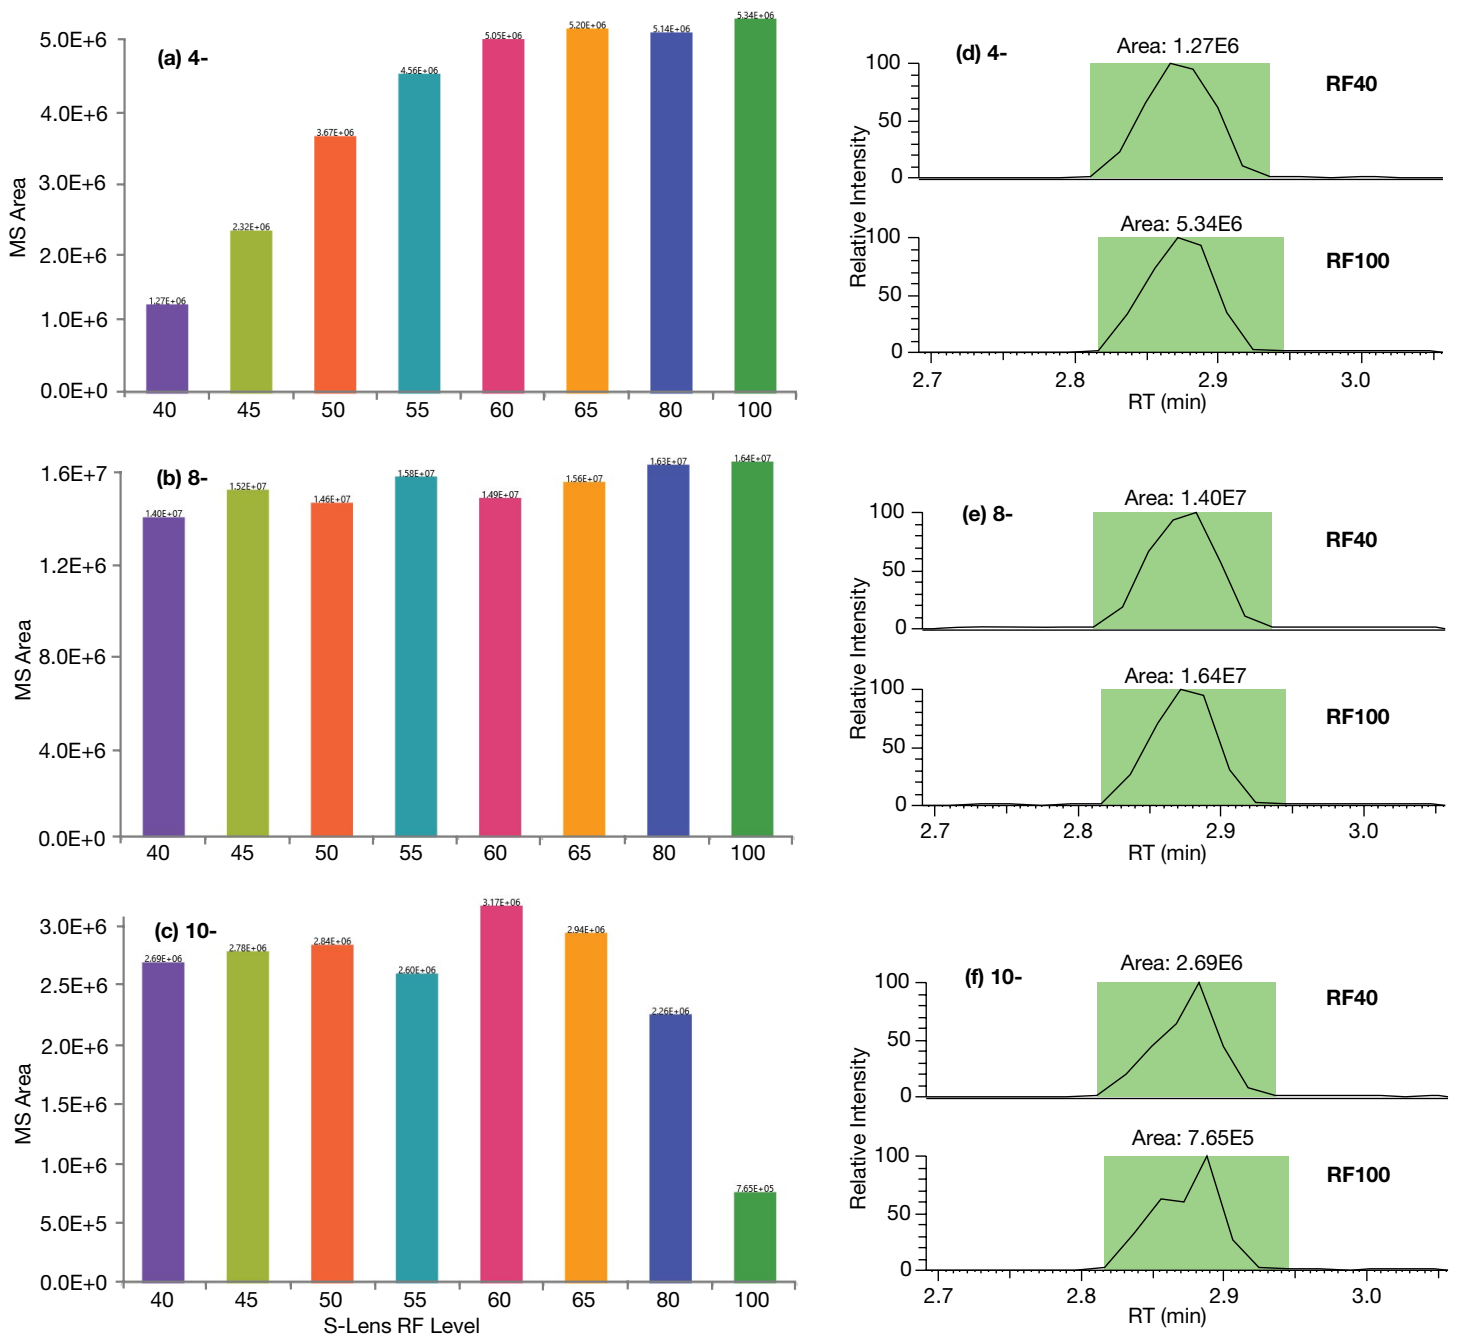 (a) 4-
MS Area
5.0E+6
4.0E+6
3.0E+6
2.0E+6
1.0E+6
0.0E+0
1.27E+06
2.32E+06
3.67E+06
4.56E+06
5.05E+06
5.20E+06
5.14E+06
5.34E+06
40 45 50 55 60 65 80 100
(b) 8-
MS Area
1.6E+7
1.2E+6
8.0E+6
4.0E+6
0.0E+0
1.40E+07
1.52E+07
1.46E+07
1.58E+07
1.49E+07
1.56E+07
1.63E+07
1.64E+07
40 45 50 55 60 65 80 100
(c) 10-
MS Area
3.0E+6
2.5E+6
2.0E+6
1.5E+6
1.0E+6
5.0E+5
0.0E+0
2.69E+06
2.78E+06
2.84E+06
2.60E+06
3.17E+06
2.94E+06
2.26E+06
7.65E+05
40 45 50 55 60 65 80 100
S-Lens RF Level
(d) 4-
Area: 1.27E6
RF40
Relative Intensity
100
50
0
Area: 5.34E6
RF100
100
50
0
2.7 2.8 2.9 3.0
RT (min)
(e) 8-
Area: 1.40E7
RF40
Relative Intensity
100
50
0
Area: 1.64E7
RF100
100
50
0
2.7 2.8 2.9 3.0
RT (min)
(f) 10-
Area: 2.69E6
RF40
Relative Intensity
100
50
0
Area: 7.65E5
RF100
100
50
0
2.7 2.8 2.9 3.0
RT (min)